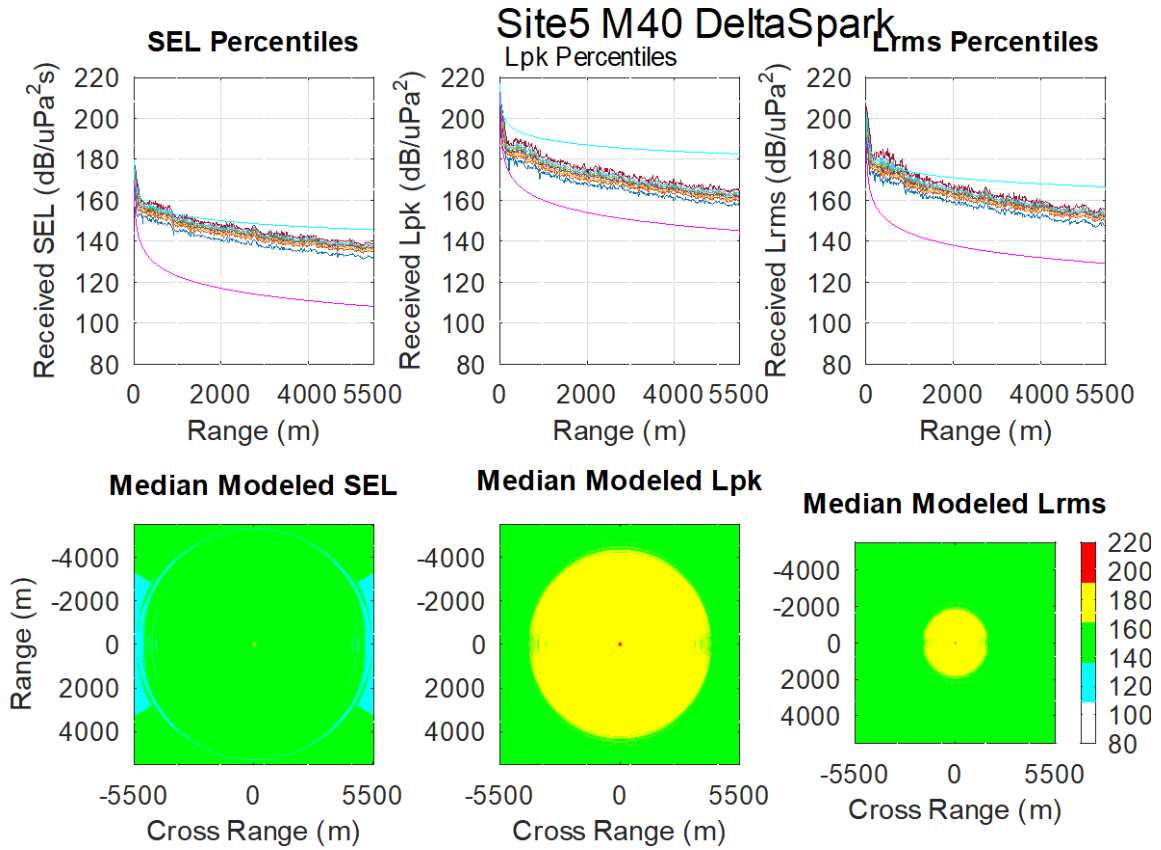 Site5 M40 DeltaSpark
SEL Percentiles
Lpk Percentiles
Lrms Percentiles
Received SEL (dB/uPa²s)
220
200
180
160
140
120
100
80
0 2000 4000 5500
Range (m)
Received Lpk (dB/uPa²)
220
200
180
160
140
120
100
80
0 2000 4000 5500
Range (m)
Received Lrms (dB/uPa²)
220
200
180
160
140
120
100
80
0 2000 4000 5500
Range (m)
Median Modeled SEL
Range (m)
-4000
-2000
0
2000
4000
-5500 0 5500
Cross Range (m)
Median Modeled Lpk
-4000
-2000
0
2000
4000
-5500 0 5500
Cross Range (m)
Median Modeled Lrms
-4000
-2000
0
2000
4000
-5500 0 5500
Cross Range (m)
220
200
180
160
140
120
100
80